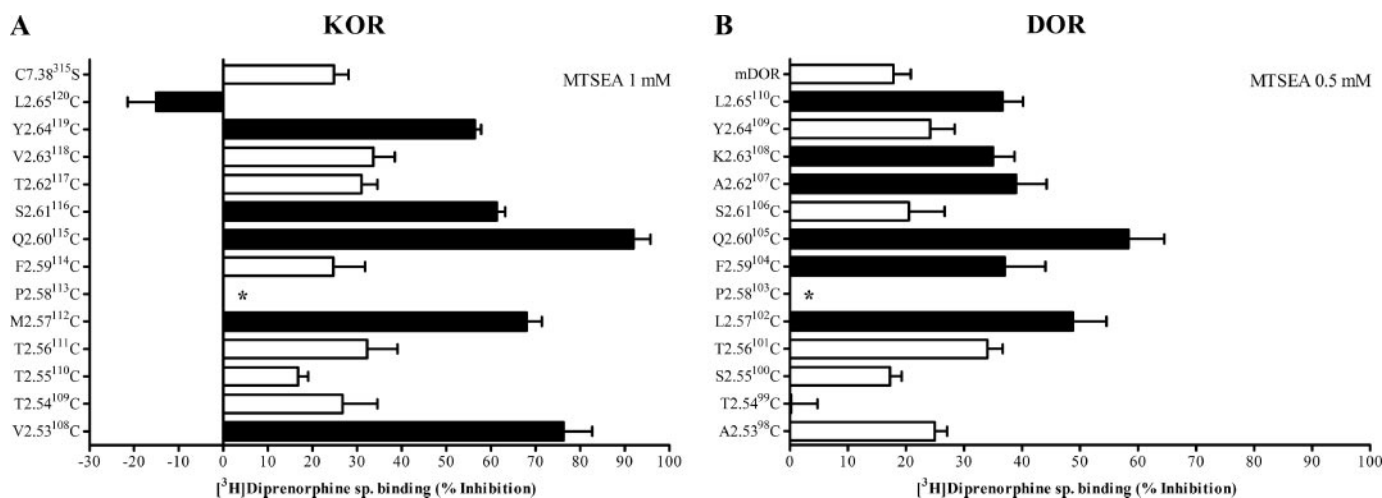 A
KOR
MTSEA 1 mM
C7.38³¹⁵S
L2.65¹²⁰C
Y2.64¹¹⁹C
V2.63¹¹⁸C
T2.62¹¹⁷C
S2.61¹¹⁶C
Q2.60¹¹⁵C
F2.59¹¹⁴C
P2.58¹¹³C *
M2.57¹¹²C
T2.56¹¹¹C
T2.55¹¹⁰C
T2.54¹⁰⁹C
V2.53¹⁰⁸C
-30 -20 -10 0 10 20 30 40 50 60 70 80 90 100
[³H]Diprenorphine sp. binding (% Inhibition)
B
DOR
MTSEA 0.5 mM
mDOR
L2.65¹¹⁰C
Y2.64¹⁰⁹C
K2.63¹⁰⁸C
A2.62¹⁰⁷C
S2.61¹⁰⁶C
Q2.60¹⁰⁵C
F2.59¹⁰⁴C
P2.58¹⁰³C *
L2.57¹⁰²C
T2.56¹⁰¹C
S2.55¹⁰⁰C
T2.54⁹⁹C
A2.53⁹⁸C
0 10 20 30 40 50 60 70 80 90 100
[³H]Diprenorphine sp. binding (% Inhibition)